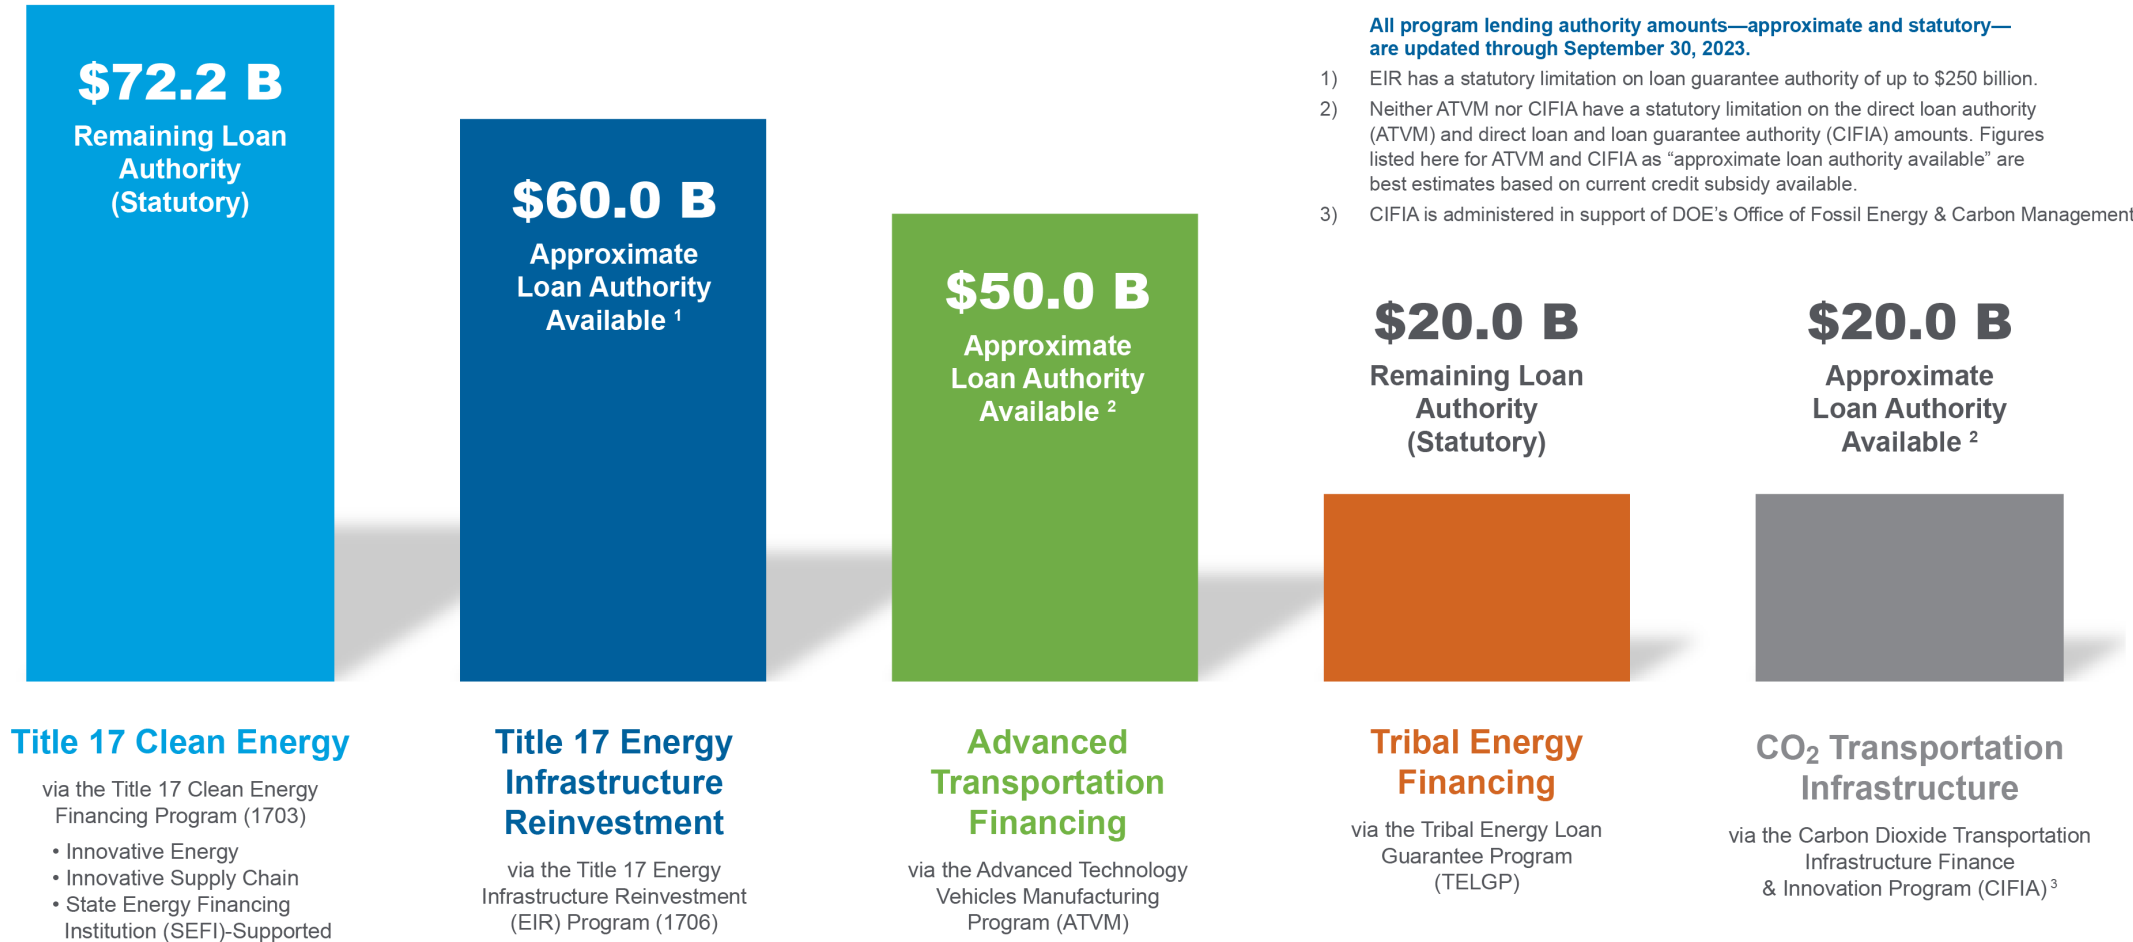 All program lending authority amounts—approximate and statutory—
are updated through September 30, 2023.
1) EIR has a statutory limitation on loan guarantee authority of up to $250 billion.
2) Neither ATVM nor CIFIA have a statutory limitation on the direct loan authority
(ATVM) and direct loan and loan guarantee authority (CIFIA) amounts. Figures
listed here for ATVM and CIFIA as “approximate loan authority available” are
best estimates based on current credit subsidy available.
3) CIFIA is administered in support of DOE’s Office of Fossil Energy & Carbon Management
$72.2 B
Remaining Loan
Authority
(Statutory)
$60.0 B
Approximate
Loan Authority
Available 1
$50.0 B
Approximate
Loan Authority
Available 2
$20.0 B
Remaining Loan
Authority
(Statutory)
$20.0 B
Approximate
Loan Authority
Available 2
Title 17 Clean Energy
via the Title 17 Clean Energy
Financing Program (1703)
• Innovative Energy
• Innovative Supply Chain
• State Energy Financing
Institution (SEFI)-Supported
Title 17 Energy
Infrastructure
Reinvestment
via the Title 17 Energy
Infrastructure Reinvestment
(EIR) Program (1706)
Advanced
Transportation
Financing
via the Advanced Technology
Vehicles Manufacturing
Program (ATVM)
Tribal Energy
Financing
via the Tribal Energy Loan
Guarantee Program
(TELGP)
CO2 Transportation
Infrastructure
via the Carbon Dioxide Transportation
Infrastructure Finance
& Innovation Program (CIFIA) 3